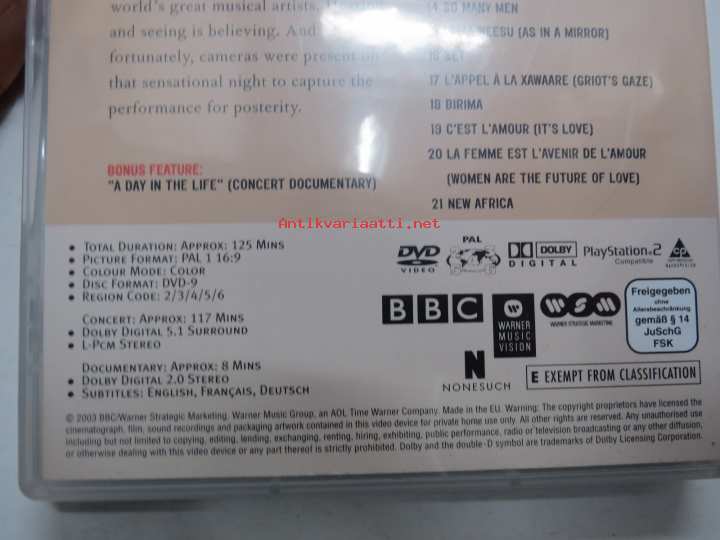 world's great musical artists.
and seeing is believing. And
fortunately, cameras were present on
that sensational night to capture the
performance for posterity.
BONUS FEATURE:
"A DAY IN THE LIFE" (CONCERT DOCUMENTARY)
14 SO MANY MEN
(AS IN A MIRROR)
16 SET
17 L'APPEL À LA XAWAARE (GRIOT'S GAZE)
18 BIRIMA
19 C'EST L'AMOUR (IT'S LOVE)
20 LA FEMME EST L'AVENIR DE L'AMOUR
(WOMEN ARE THE FUTURE OF LOVE)
21 NEW AFRICA
Antikvariaatti.net
• TOTAL DURATION: APPROX: 125 MINS
• PICTURE FORMAT: PAL 1 16:9
• COLOUR MODE: COLOR
• DISC FORMAT: DVD-9
• REGION CODE: 2/3/4/5/6
CONCERT: APPROX: 117 MINS
• DOLBY DIGITAL 5.1 SURROUND
• L-PCM STEREO
DOCUMENTARY: APPROX: 8 MINS
• DOLBY DIGITAL 2.0 STEREO
• SUBTITLES: ENGLISH, FRANÇAIS, DEUTSCH
DVD
VIDEO
PAL
DOLBY
DIGITAL
PlayStation.2
Compatible
cp
BBC
WARNER
MUSIC
VISION
WSM
WARNER STRATEGIC MARKETING
Freigegeben
ohne
Altersbeschränkung
gemäß § 14
JuSchG
FSK
N
NONESUCH
E EXEMPT FROM CLASSIFICATION
© 2003 BBC/Warner Strategic Marketing. Warner Music Group, an AOL Time Warner Company. Made in the EU. Warning: The copyright proprietors have licensed the
cinematograph, film, sound recordings and packaging artwork contained in this video device for private home use only. All other rights are reserved. Any unauthorised use
including but not limited to copying, editing, lending, exchanging, renting, hiring, exhibiting, public performance, radio or television broadcasting or any other diffusion,
or otherwise dealing with this video device or any part thereof is strictly prohibited. Dolby and the double-D symbol are trademarks of Dolby Licensing Corporation.